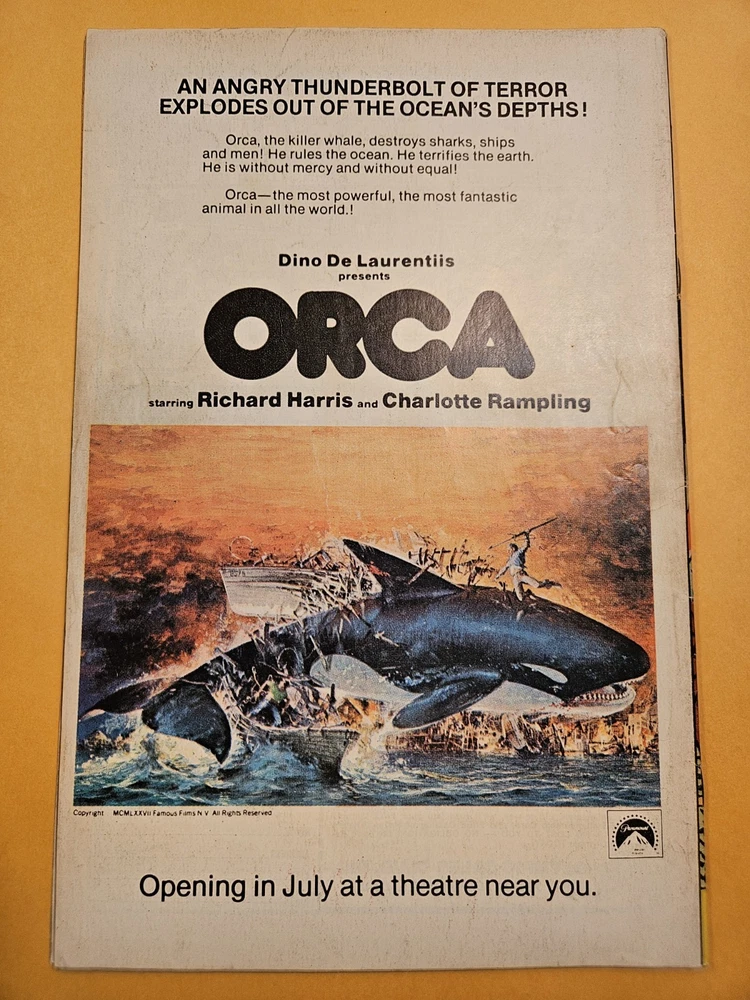 AN ANGRY THUNDERBOLT OF TERROR
EXPLODES OUT OF THE OCEAN'S DEPTHS!
Orca, the killer whale, destroys sharks, ships
and men! He rules the ocean. He terrifies the earth.
He is without mercy and without equal!
Orca—the most powerful, the most fantastic
animal in all the world.!
Dino De Laurentiis
presents
ORCA
starring Richard Harris and Charlotte Rampling
Copyright MCMLXXVII Famous Films N V All Rights Reserved
Paramount
Opening in July at a theatre near you.